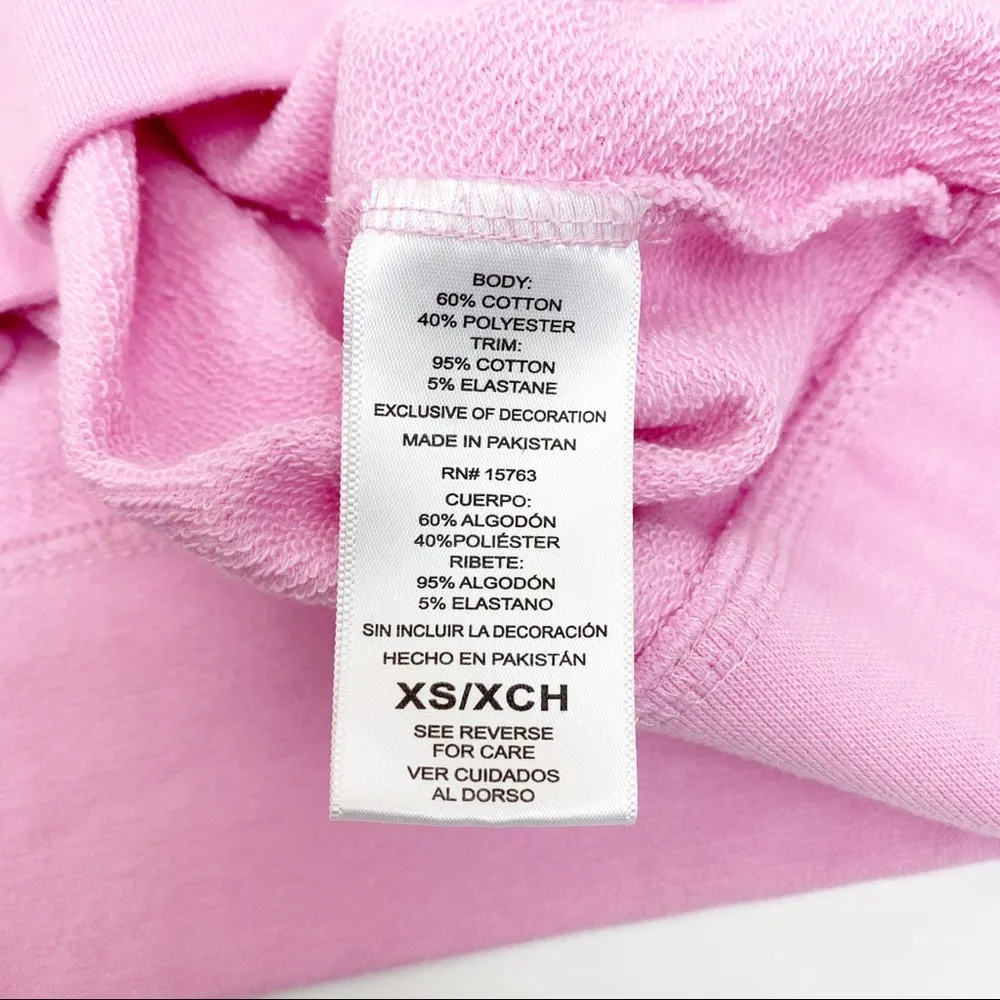 BODY:
60% COTTON
40% POLYESTER
TRIM:
95% COTTON
5% ELASTANE
EXCLUSIVE OF DECORATION
MADE IN PAKISTAN
RN# 15763
CUERPO:
60% ALGODÓN
40%POLIÉSTER
RIBETE:
95% ALGODÓN
5% ELASTANO
SIN INCLUIR LA DECORACIÓN
HECHO EN PAKISTÁN
XS/XCH
SEE REVERSE
FOR CARE
VER CUIDADOS
AL DORSO